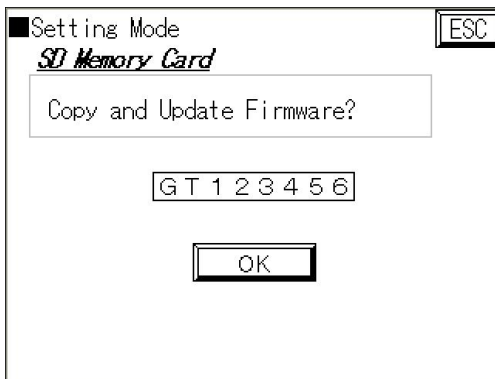 ■Setting Mode
ESC
SD Memory Card
Copy and Update Firmware?
GT123456
OK